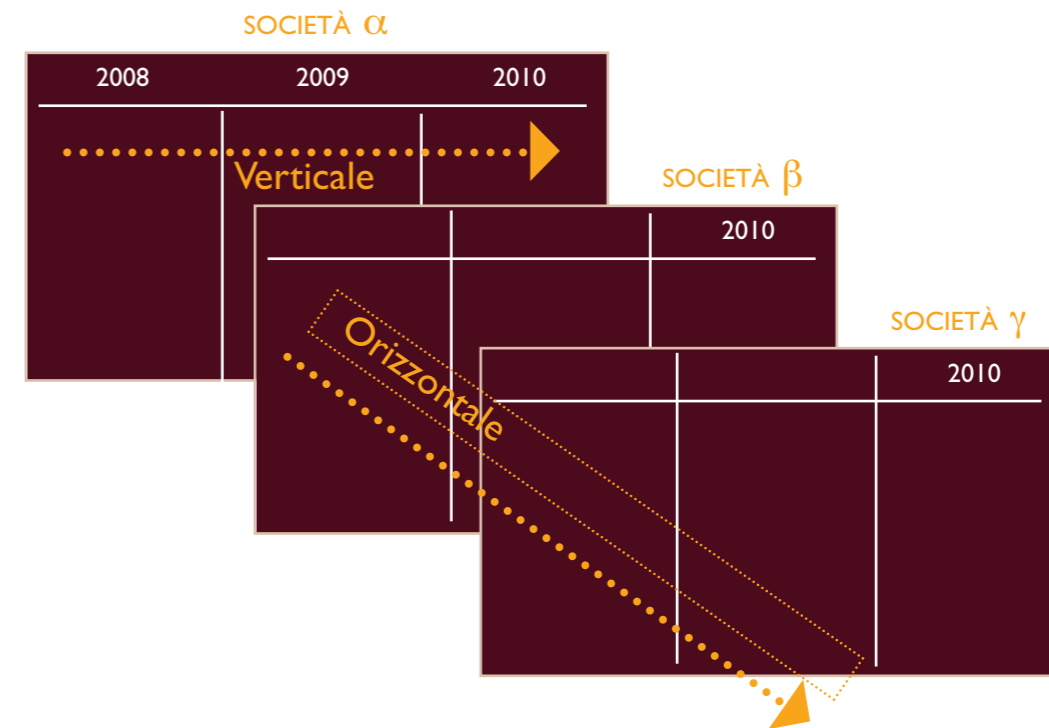 SOCIETÀ α
2008 2009 2010
Verticale
SOCIETÀ β
2010
Orizzontale
SOCIETÀ γ
2010